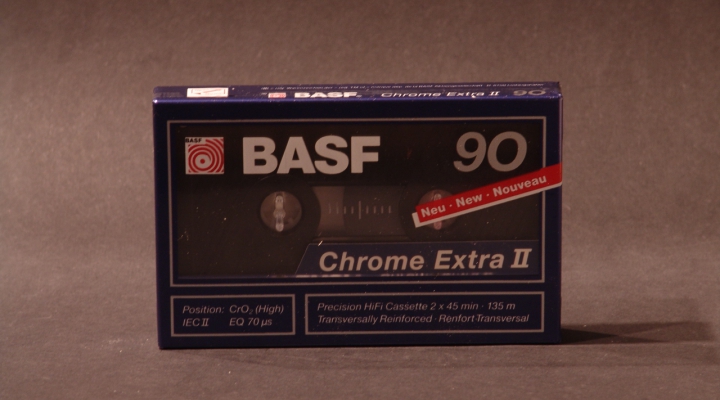 BASF Chrome Extra II 90
BASF
BASF 90
Neu · New · Nouveau
Chrome Extra II
Position: CrO₂ (High)
IEC II EQ 70 µs
Precision HiFi Cassette 2 x 45 min · 135 m
Transversally Reinforced · Renfort Transversal